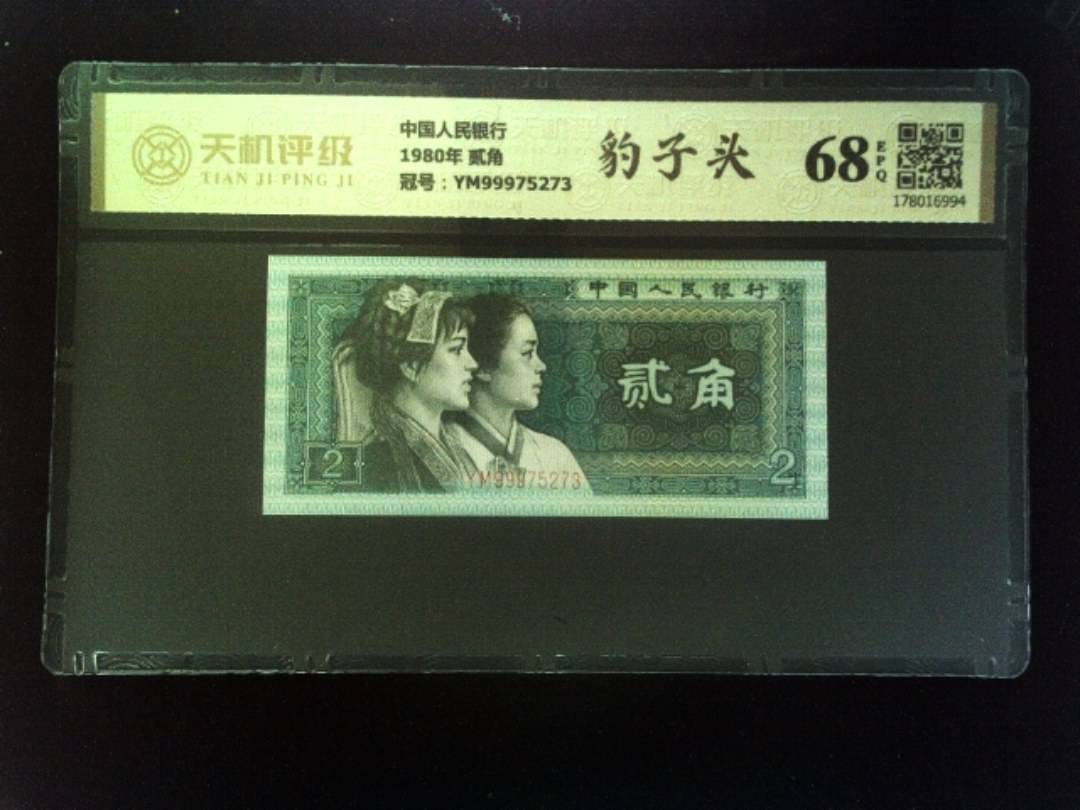 天机评级
TIAN JI PING JI
中国人民银行
1980年 贰角
冠号：YM99975273
豹子头
68
EPQ
178016994
中国人民银行
贰角
2
2
YM99975273